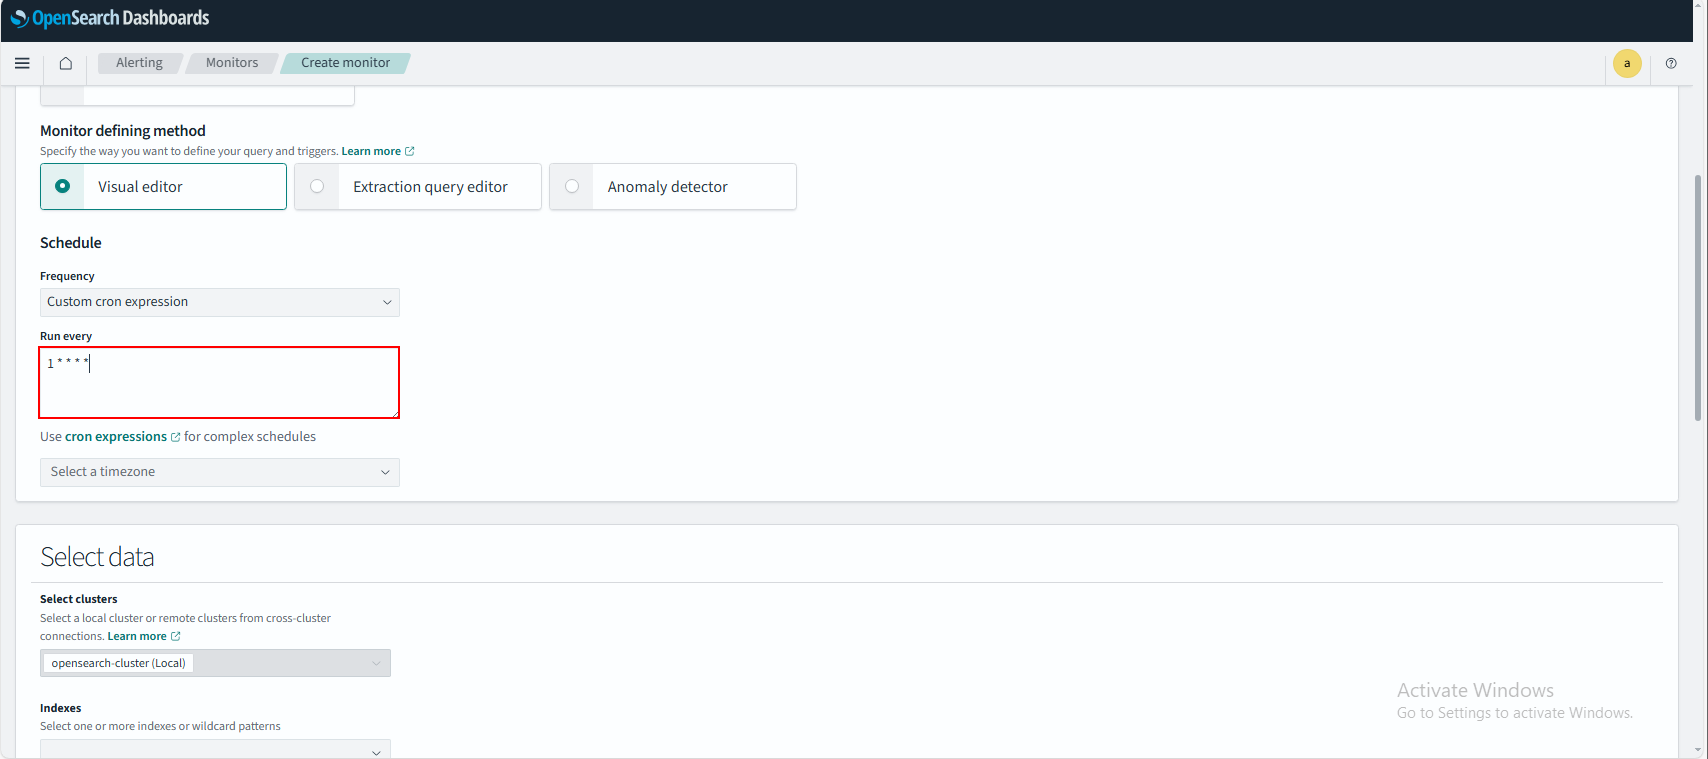 OpenSearch Dashboards
Alerting Monitors Create monitor
a
Monitor defining method
Specify the way you want to define your query and triggers. Learn more
Visual editor Extraction query editor Anomaly detector
Schedule
Frequency
Custom cron expression
Run every
1 * * * *
Use cron expressions for complex schedules
Select a timezone
Select data
Select clusters
Select a local cluster or remote clusters from cross-cluster
connections. Learn more
opensearch-cluster (Local)
Indexes
Select one or more indexes or wildcard patterns
Activate Windows
Go to Settings to activate Windows.